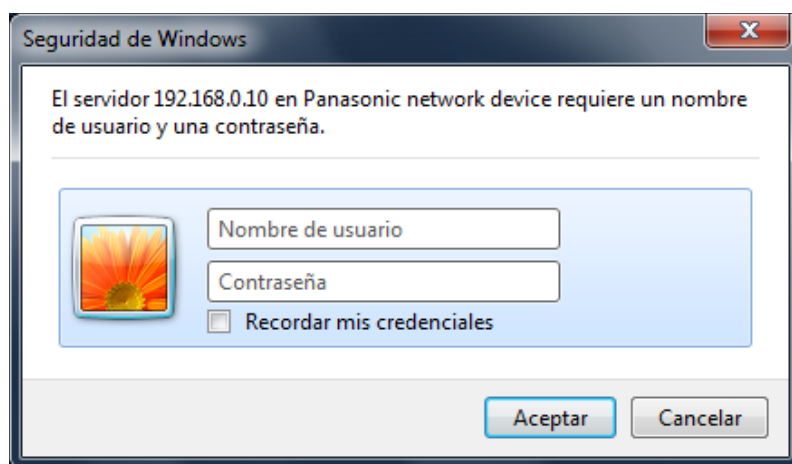 Seguridad de Windows
El servidor 192.168.0.10 en Panasonic network device requiere un nombre
de usuario y una contraseña.
Nombre de usuario
Contraseña
Recordar mis credenciales
Aceptar
Cancelar